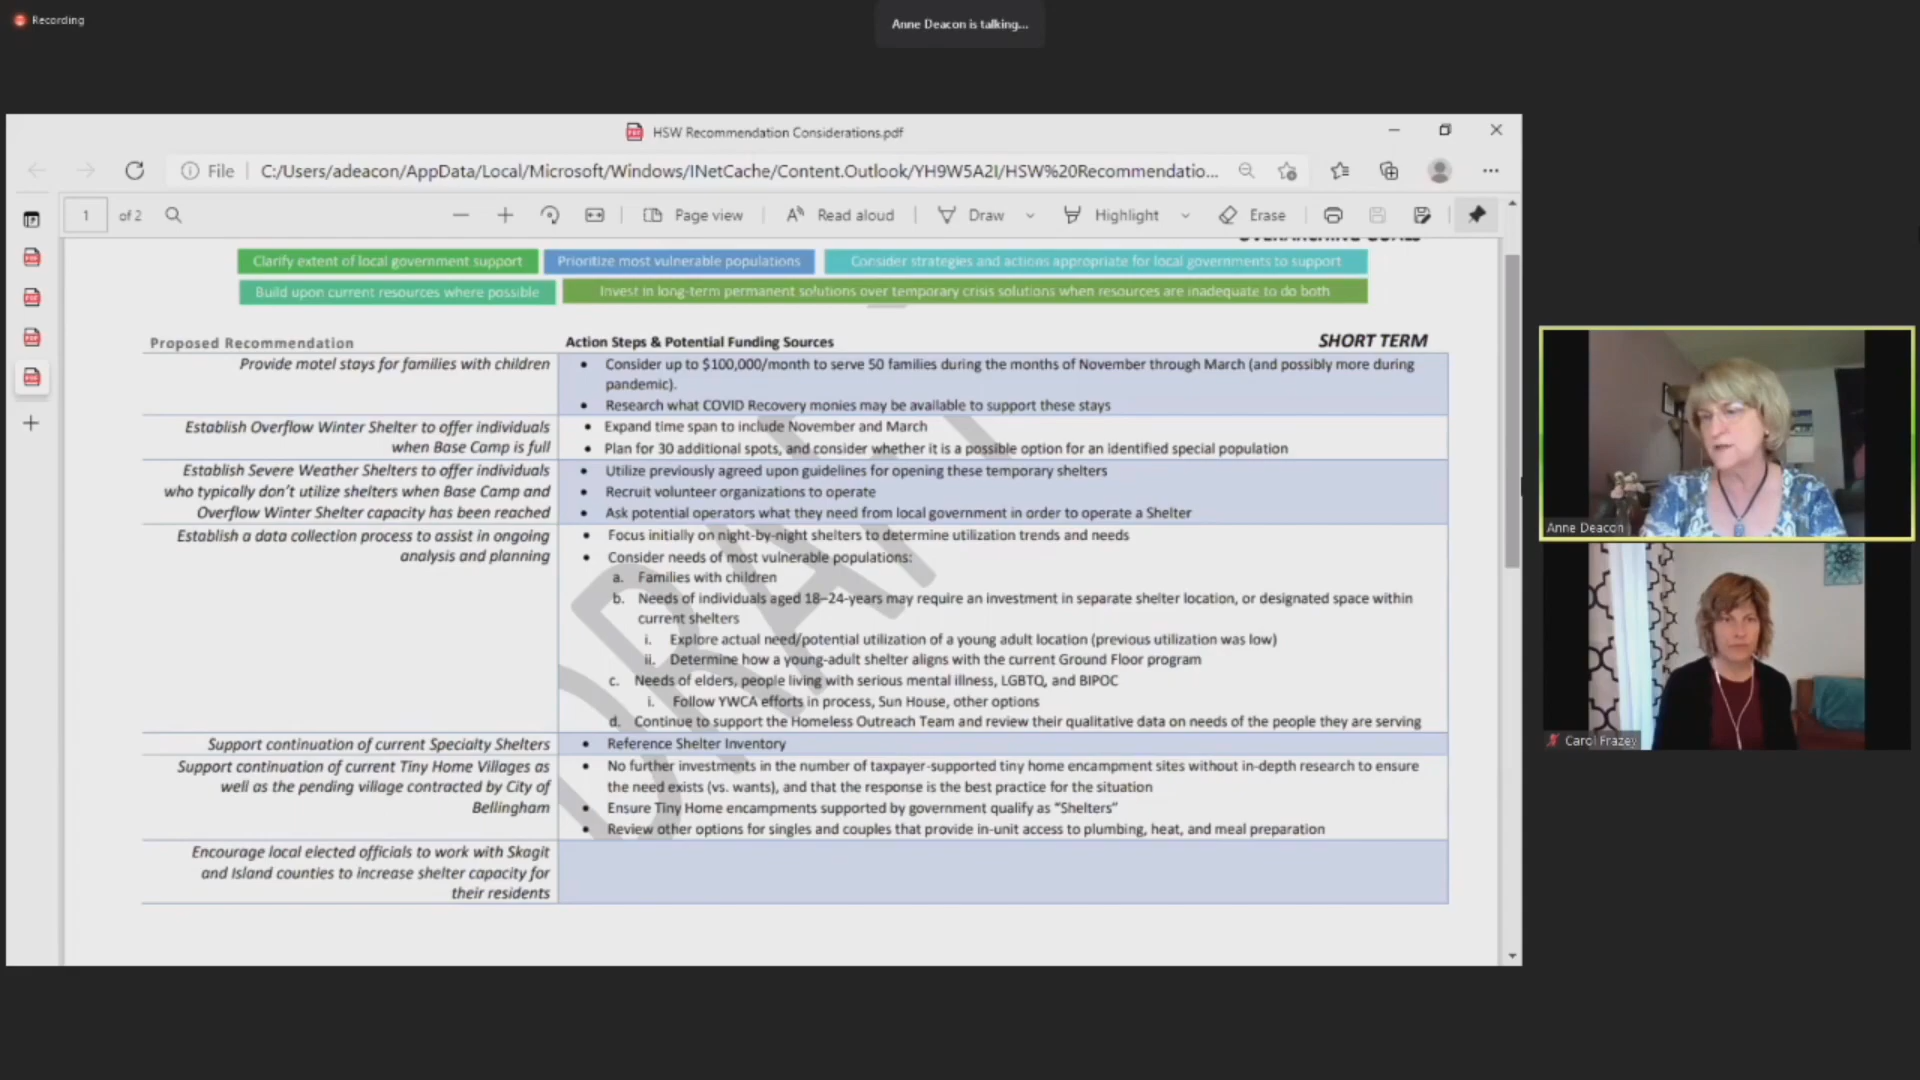 Recording
Anne Deacon is talking...
HSW Recommendation Considerations.pdf
File
C:/Users/adeacon/AppData/Local/Microsoft/Windows/INetCache/Content.Outlook/YH9W5A2I/HSW%20Recommendatio...
1 of 2
Page view
Read aloud
Draw
Highlight
Erase
OVERARCHING GOALS
Clarify extent of local government support
Prioritize most vulnerable populations
Consider strategies and actions appropriate for local governments to support
Build upon current resources where possible
Invest in long-term permanent solutions over temporary crisis solutions when resources are inadequate to do both
Proposed Recommendation
Action Steps & Potential Funding Sources
SHORT TERM
Provide motel stays for families with children
• Consider up to $100,000/month to serve 50 families during the months of November through March (and possibly more during
pandemic).
• Research what COVID Recovery monies may be available to support these stays
Establish Overflow Winter Shelter to offer individuals
when Base Camp is full
• Expand time span to include November and March
• Plan for 30 additional spots, and consider whether it is a possible option for an identified special population
Establish Severe Weather Shelters to offer individuals
who typically don't utilize shelters when Base Camp and
Overflow Winter Shelter capacity has been reached
• Utilize previously agreed upon guidelines for opening these temporary shelters
• Recruit volunteer organizations to operate
• Ask potential operators what they need from local government in order to operate a Shelter
Establish a data collection process to assist in ongoing
analysis and planning
• Focus initially on night-by-night shelters to determine utilization trends and needs
• Consider needs of most vulnerable populations:
a. Families with children
b. Needs of individuals aged 18–24-years may require an investment in separate shelter location, or designated space within
current shelters
i. Explore actual need/potential utilization of a young adult location (previous utilization was low)
ii. Determine how a young-adult shelter aligns with the current Ground Floor program
c. Needs of elders, people living with serious mental illness, LGBTQ, and BIPOC
i. Follow YWCA efforts in process, Sun House, other options
d. Continue to support the Homeless Outreach Team and review their qualitative data on needs of the people they are serving
Support continuation of current Specialty Shelters
• Reference Shelter Inventory
Support continuation of current Tiny Home Villages as
well as the pending village contracted by City of
Bellingham
• No further investments in the number of taxpayer-supported tiny home encampment sites without in-depth research to ensure
the need exists (vs. wants), and that the response is the best practice for the situation
• Ensure Tiny Home encampments supported by government qualify as "Shelters"
• Review other options for singles and couples that provide in-unit access to plumbing, heat, and meal preparation
Encourage local elected officials to work with Skagit
and Island counties to increase shelter capacity for
their residents
DRAFT
Anne Deacon
Carol Frazey